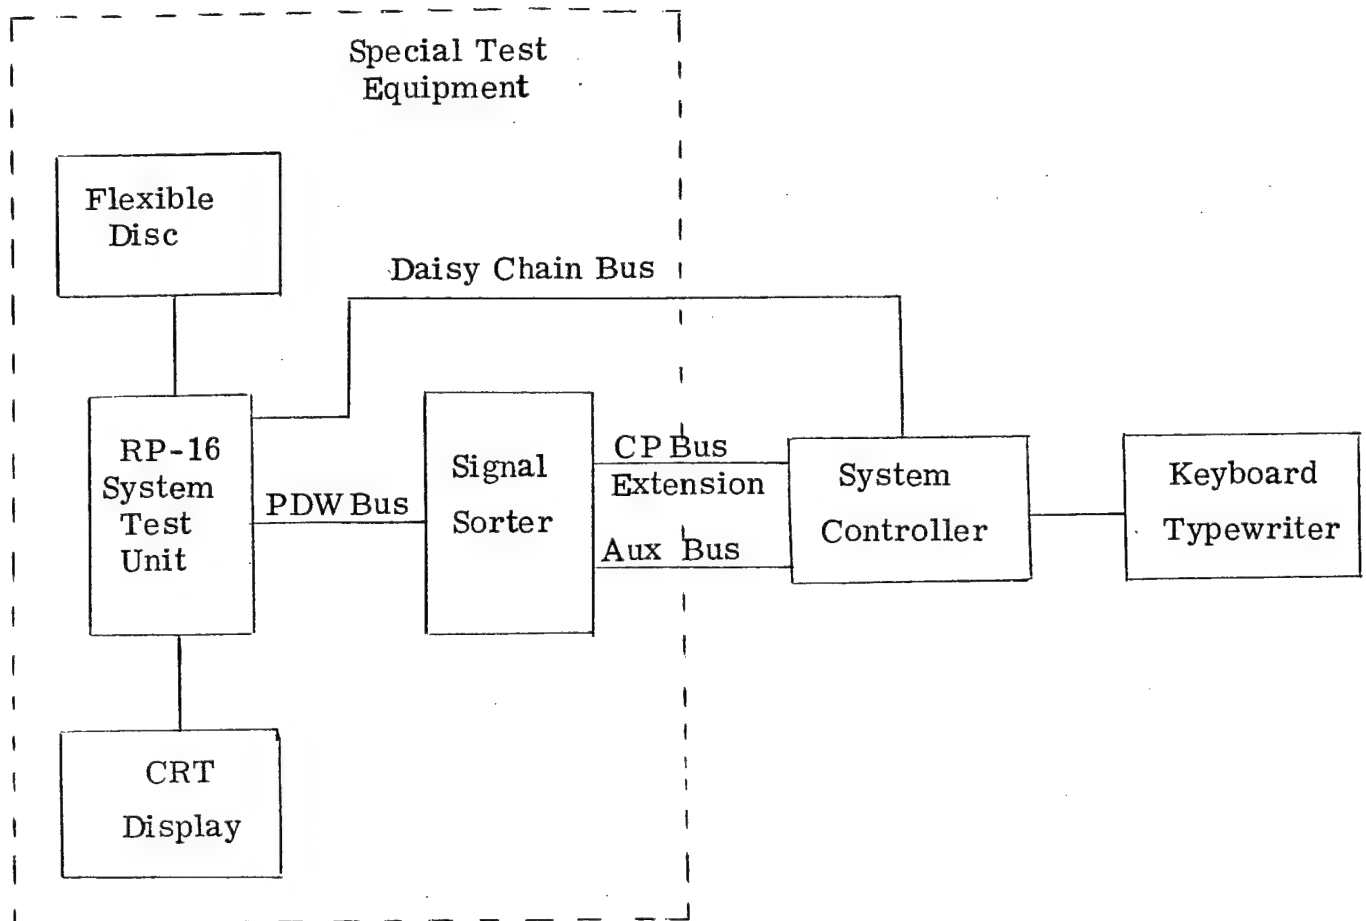 Special Test
Equipment
Flexible
Disc
Daisy Chain Bus
RP-16
System
Test
Unit
PDW Bus
Signal
Sorter
CP Bus
Extension
Aux Bus
System
Controller
Keyboard
Typewriter
CRT
Display